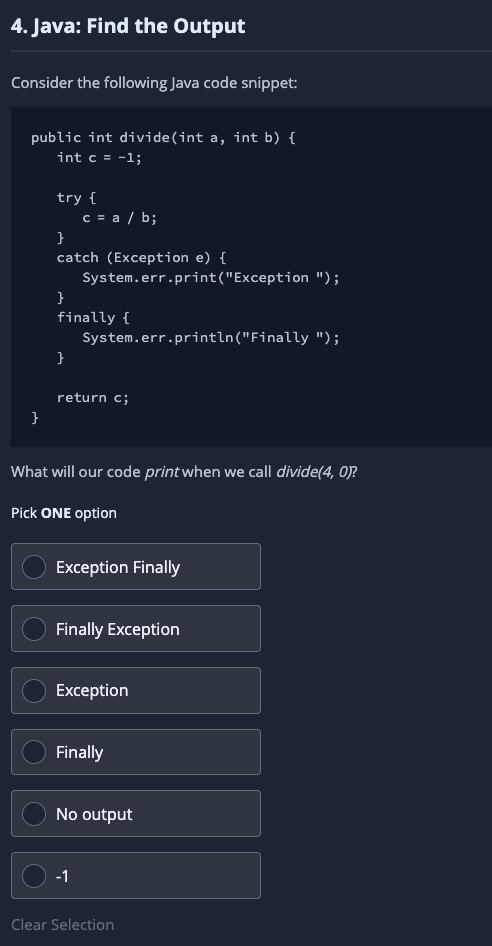 4. Java: Find the Output
Consider the following Java code snippet:
public int divide(int a, int b) {
   int c = -1;
   try {
      c = a / b;
   }
   catch (Exception e) {
      System.err.print("Exception ");
   }
   finally {
      System.err.println("Finally ");
   }
   return c;
}
What will our code print when we call divide(4, 0)?
Pick ONE option
Exception Finally
Finally Exception
Exception
Finally
No output
-1
Clear Selection